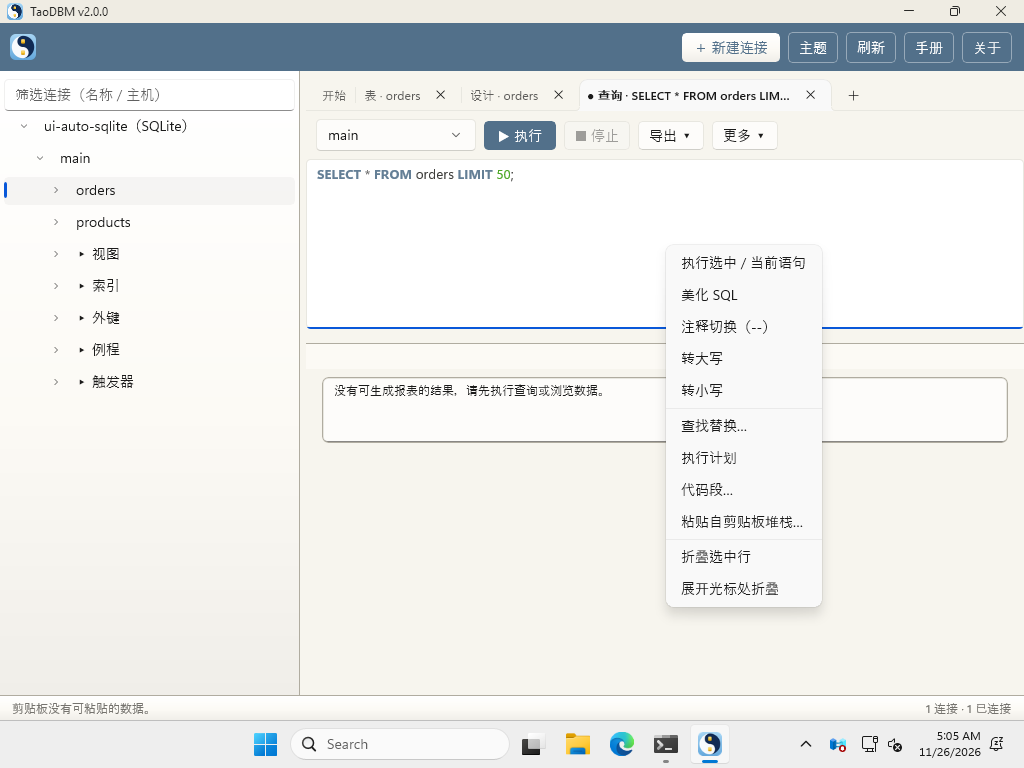 TaoDBM v2.0.0
+ 新建连接
主题
刷新
手册
关于
筛选连接（名称 / 主机）
ui-auto-sqlite（SQLite）
main
orders
products
视图
索引
外键
例程
触发器
开始
表 · orders
设计 · orders
● 查询 · SELECT * FROM orders LIM...
main
执行
停止
导出
更多
SELECT * FROM orders LIMIT 50;
执行选中 / 当前语句
美化 SQL
注释切换（--）
转大写
转小写
查找替换...
执行计划
代码段...
粘贴自剪贴板堆栈...
折叠选中行
展开光标处折叠
没有可生成报表的结果，请先执行查询或浏览数据。
剪贴板没有可粘贴的数据。
1 连接 · 1 已连接
Search
5:05 AM
11/26/2026